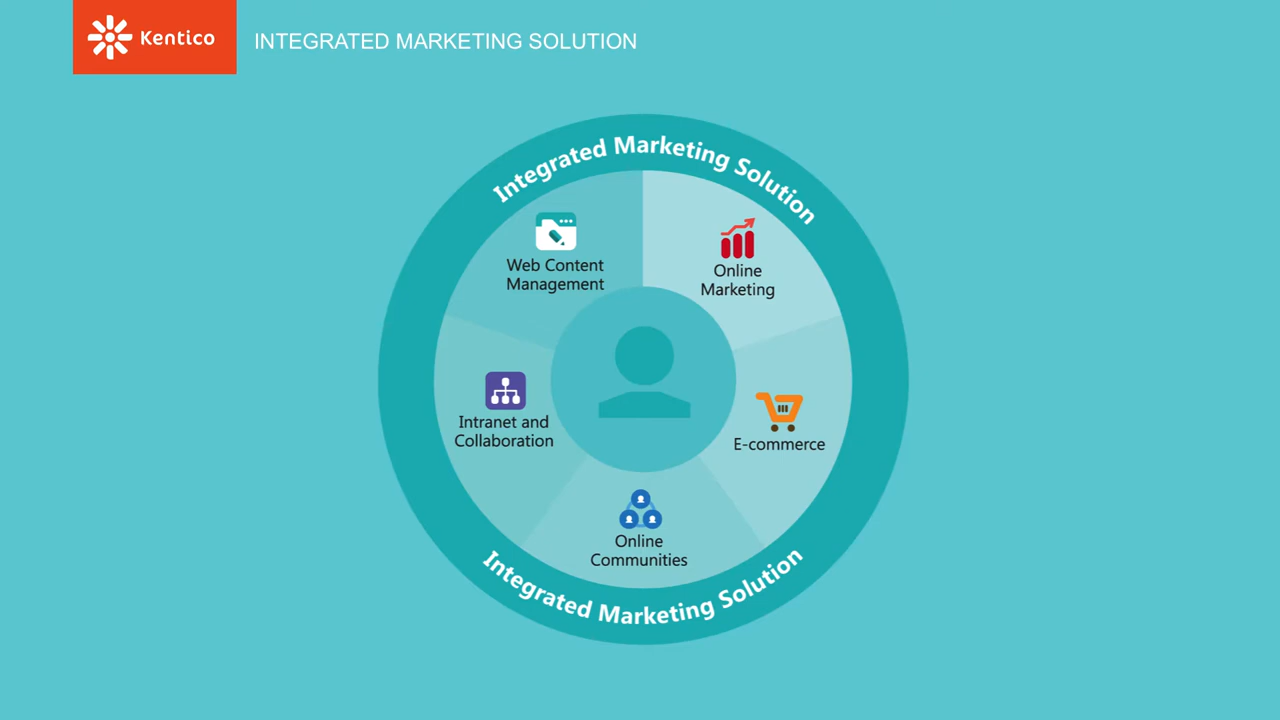 Kentico
INTEGRATED MARKETING SOLUTION
Integrated Marketing Solution
Web Content
Management
Online
Marketing
Intranet and
Collaboration
E-commerce
Online
Communities
Integrated Marketing Solution